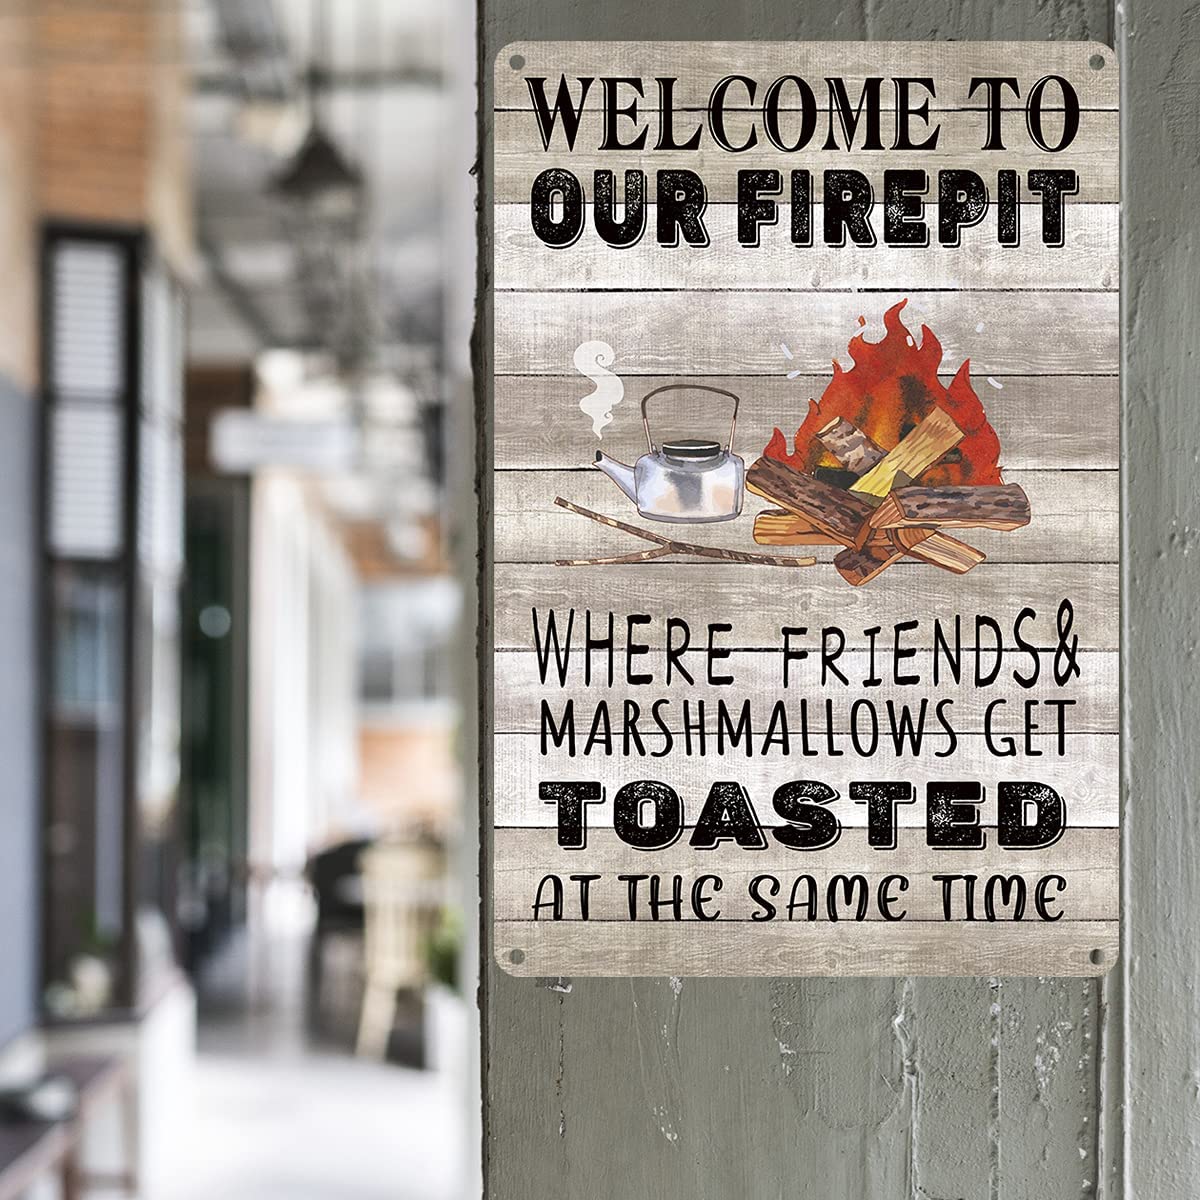 WELCOME TO
OUR FIREPIT
WHERE FRIENDS&
MARSHMALLOWS GET
TOASTED
AT THE SAME TIME